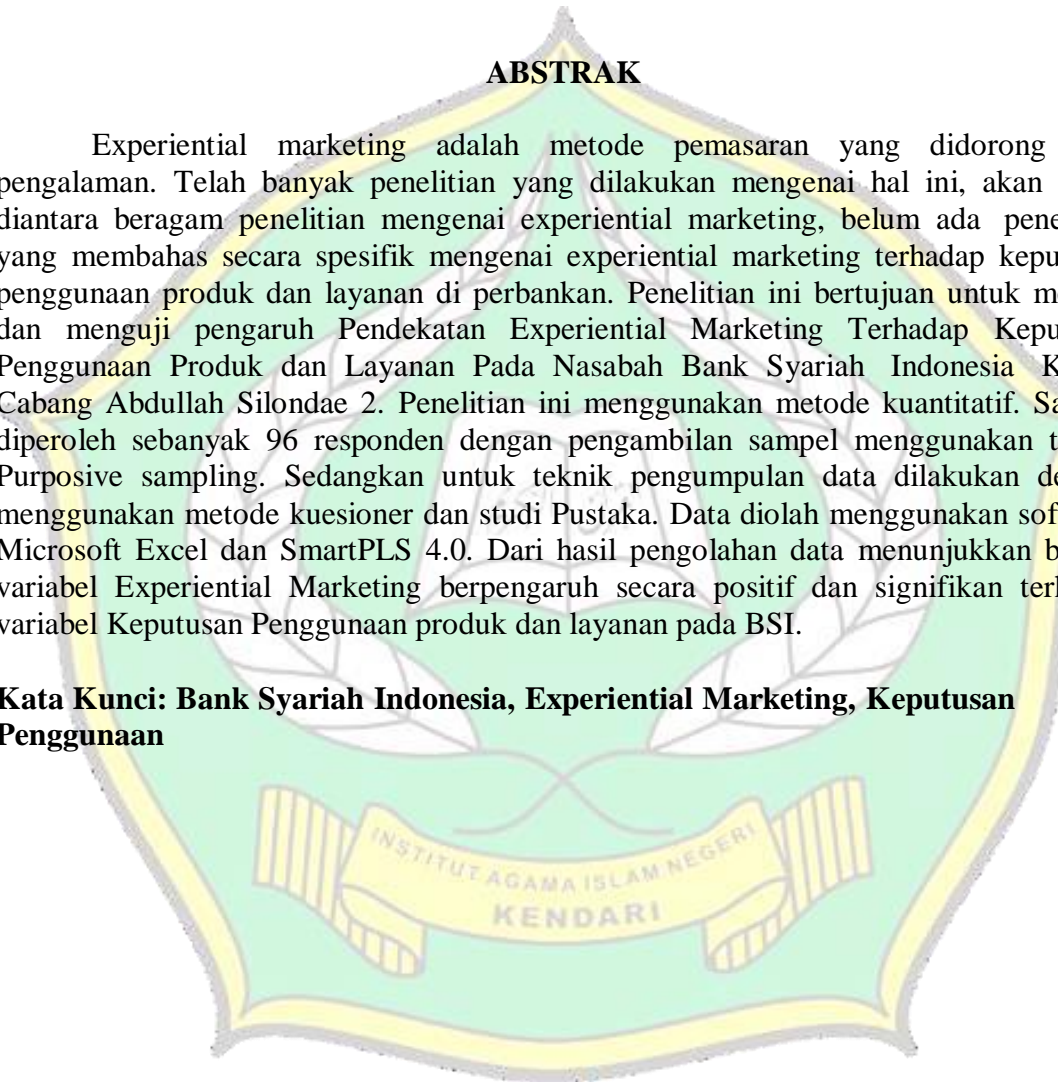 ABSTRAK
Experiential marketing adalah metode pemasaran yang didorong
pengalaman. Telah banyak penelitian yang dilakukan mengenai hal ini, akan
diantara beragam penelitian mengenai experiential marketing, belum ada pene
yang membahas secara spesifik mengenai experiential marketing terhadap kepu
penggunaan produk dan layanan di perbankan. Penelitian ini bertujuan untuk m
dan menguji pengaruh Pendekatan Experiential Marketing Terhadap Kepu
Penggunaan Produk dan Layanan Pada Nasabah Bank Syariah Indonesia K
Cabang Abdullah Silondae 2. Penelitian ini menggunakan metode kuantitatif. Sa
diperoleh sebanyak 96 responden dengan pengambilan sampel menggunakan t
Purposive sampling. Sedangkan untuk teknik pengumpulan data dilakukan de
menggunakan metode kuesioner dan studi Pustaka. Data diolah menggunakan sof
Microsoft Excel dan SmartPLS 4.0. Dari hasil pengolahan data menunjukkan b
variabel Experiential Marketing berpengaruh secara positif dan signifikan ter
variabel Keputusan Penggunaan produk dan layanan pada BSI.
Kata Kunci: Bank Syariah Indonesia, Experiential Marketing, Keputusan
Penggunaan
INSTITUT AGAMA ISLAM NEGERI
KENDARI